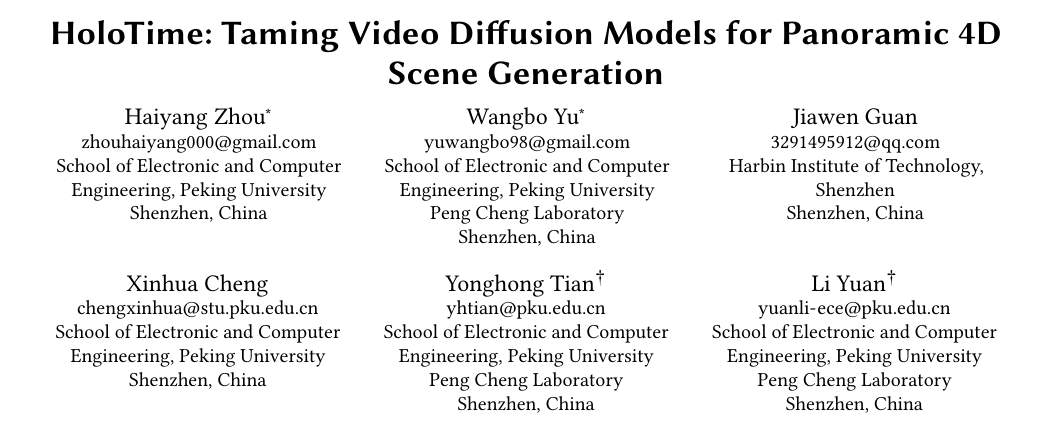 HoloTime: Taming Video Diffusion Models for Panoramic 4D
Scene Generation
Haiyang Zhou*
zhouhaiyang000@gmail.com
School of Electronic and Computer
Engineering, Peking University
Shenzhen, China
Wangbo Yu*
yuwangbo98@gmail.com
School of Electronic and Computer
Engineering, Peking University
Peng Cheng Laboratory
Shenzhen, China
Jiawen Guan
3291495912@qq.com
Harbin Institute of Technology,
Shenzhen
Shenzhen, China
Xinhua Cheng
chengxinhua@stu.pku.edu.cn
School of Electronic and Computer
Engineering, Peking University
Shenzhen, China
Yonghong Tian†
yhtian@pku.edu.cn
School of Electronic and Computer
Engineering, Peking University
Peng Cheng Laboratory
Shenzhen, China
Li Yuan†
yuanli-ece@pku.edu.cn
School of Electronic and Computer
Engineering, Peking University
Peng Cheng Laboratory
Shenzhen, China